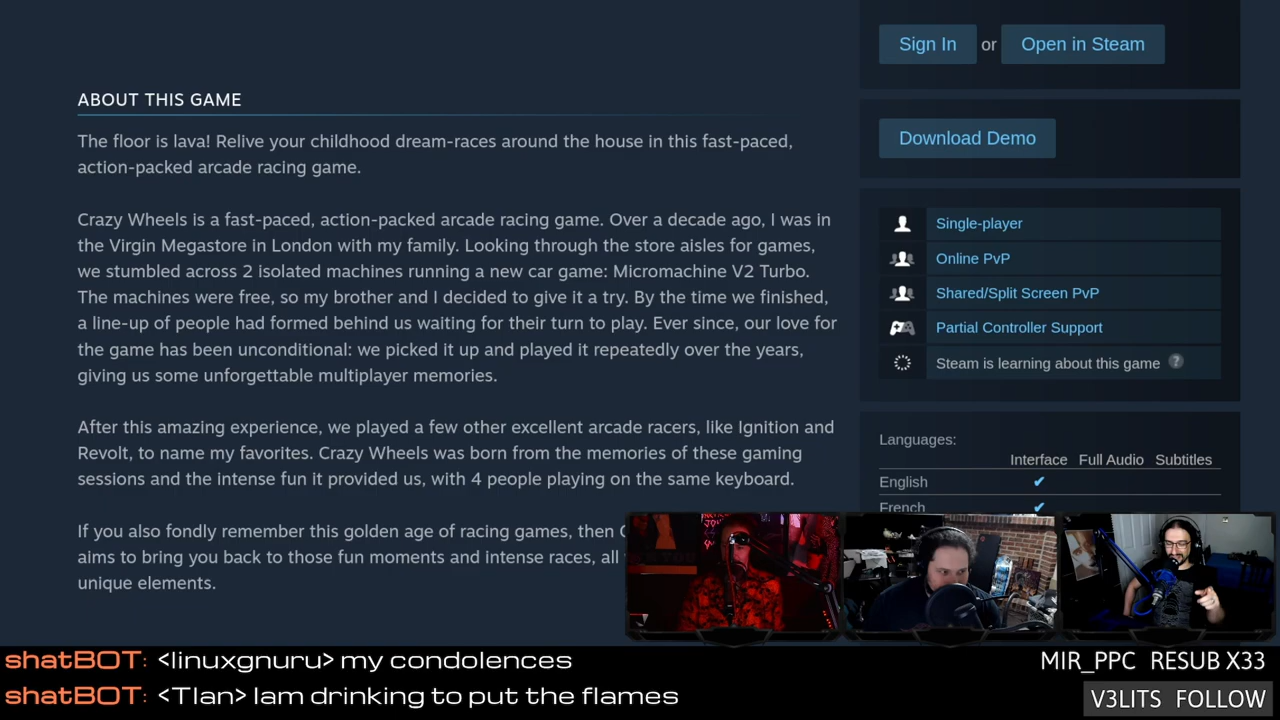 Sign In or Open in Steam
Download Demo
ABOUT THIS GAME
The floor is lava! Relive your childhood dream-races around the house in this fast-paced,
action-packed arcade racing game.
Crazy Wheels is a fast-paced, action-packed arcade racing game. Over a decade ago, I was in
the Virgin Megastore in London with my family. Looking through the store aisles for games,
we stumbled across 2 isolated machines running a new car game: Micromachine V2 Turbo.
The machines were free, so my brother and I decided to give it a try. By the time we finished,
a line-up of people had formed behind us waiting for their turn to play. Ever since, our love for
the game has been unconditional: we picked it up and played it repeatedly over the years,
giving us some unforgettable multiplayer memories.
After this amazing experience, we played a few other excellent arcade racers, like Ignition and
Revolt, to name my favorites. Crazy Wheels was born from the memories of these gaming
sessions and the intense fun it provided us, with 4 people playing on the same keyboard.
If you also fondly remember this golden age of racing games, then
aims to bring you back to those fun moments and intense races, all
unique elements.
Single-player
Online PvP
Shared/Split Screen PvP
Partial Controller Support
Steam is learning about this game ?
Languages:
Interface Full Audio Subtitles
English ✔
French ✔
shatBOT: <linuxgnuru> my condolences
shatBOT: <Tlan> Iam drinking to put the flames
MIR_PPC RESUB X33
V3LITS FOLLOW